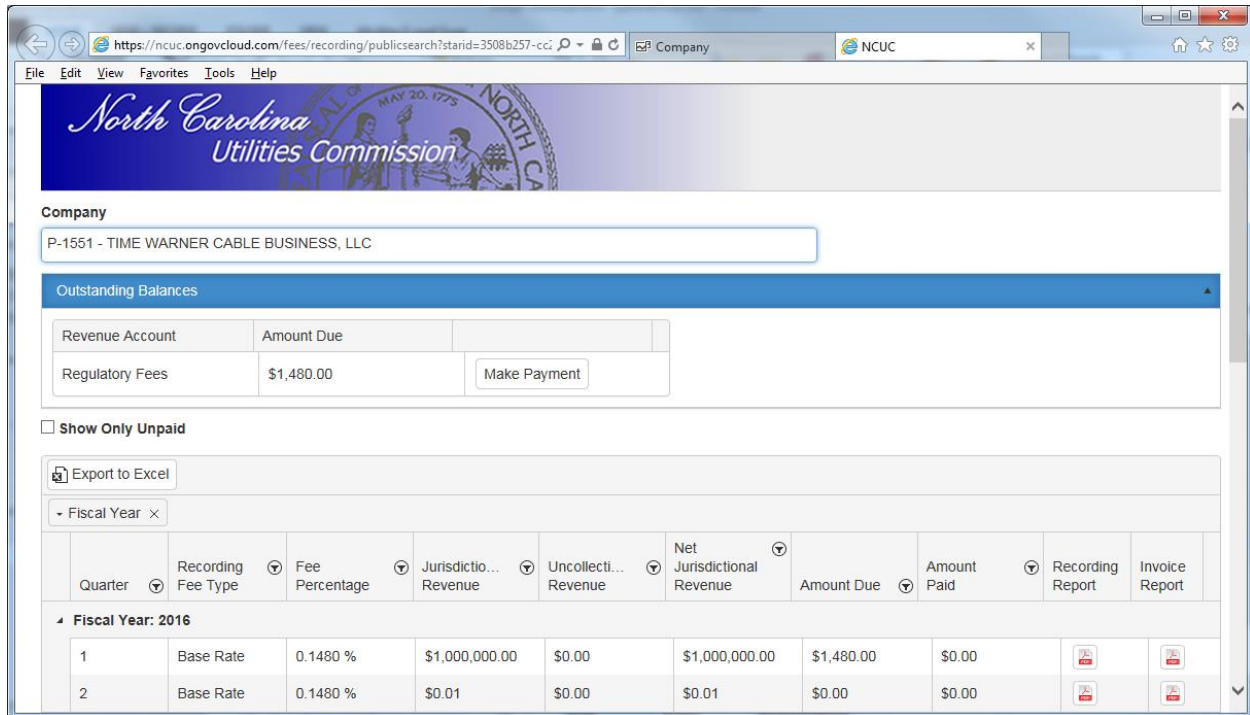 https://ncuc.ongovcloud.com/fees/recording/publicsearch?starid=3508b257-cc2
Company
NCUC
File Edit View Favorites Tools Help
MAY 20, 1775
North Carolina
Utilities Commission
Company
P-1551 - TIME WARNER CABLE BUSINESS, LLC
Outstanding Balances
Revenue Account Amount Due
Regulatory Fees $1,480.00 Make Payment
Show Only Unpaid
Export to Excel
Fiscal Year ×
Quarter Recording Fee Type Fee Percentage Jurisdictio... Revenue Uncollecti... Revenue Net Jurisdictional Revenue Amount Due Amount Paid Recording Report Invoice Report
Fiscal Year: 2016
1 Base Rate 0.1480 % $1,000,000.00 $0.00 $1,000,000.00 $1,480.00 $0.00
2 Base Rate 0.1480 % $0.01 $0.00 $0.01 $0.00 $0.00